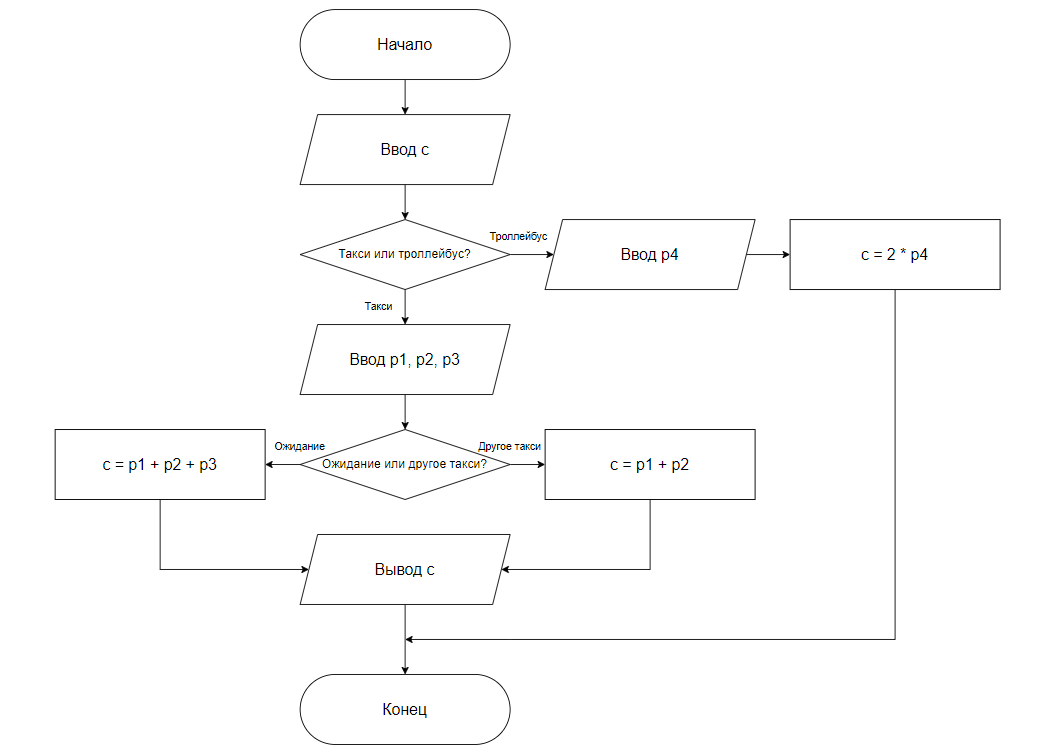 Начало
Ввод c
Троллейбус
Такси или троллейбус?
Ввод p4
c = 2 * p4
Такси
Ввод p1, p2, p3
Ожидание
Другое такси
c = p1 + p2 + p3
Ожидание или другое такси?
c = p1 + p2
Вывод c
Конец